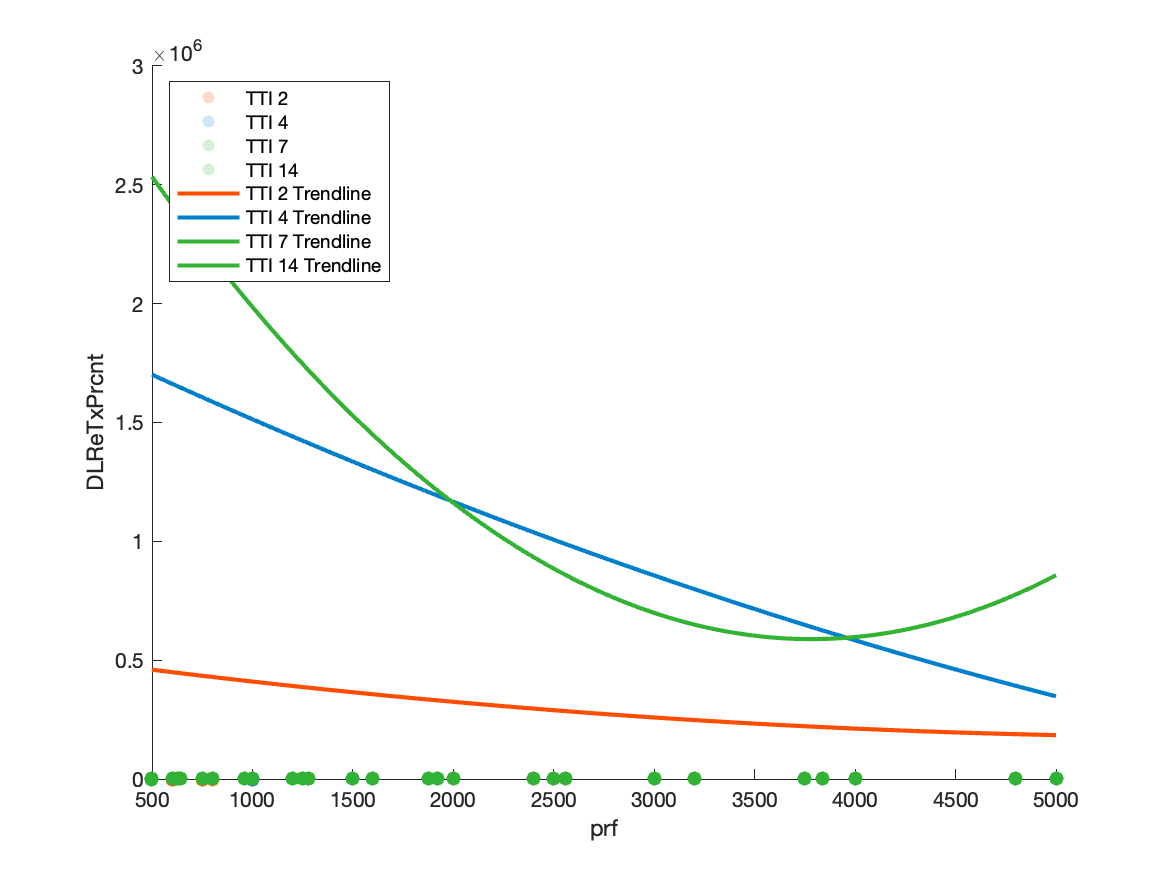 ×10⁶
3
2.5
2
1.5
1
0.5
0
TTI 2
TTI 4
TTI 7
TTI 14
TTI 2 Trendline
TTI 4 Trendline
TTI 7 Trendline
TTI 14 Trendline
DLReTxPrcnt
500 1000 1500 2000 2500 3000 3500 4000 4500 5000
prf